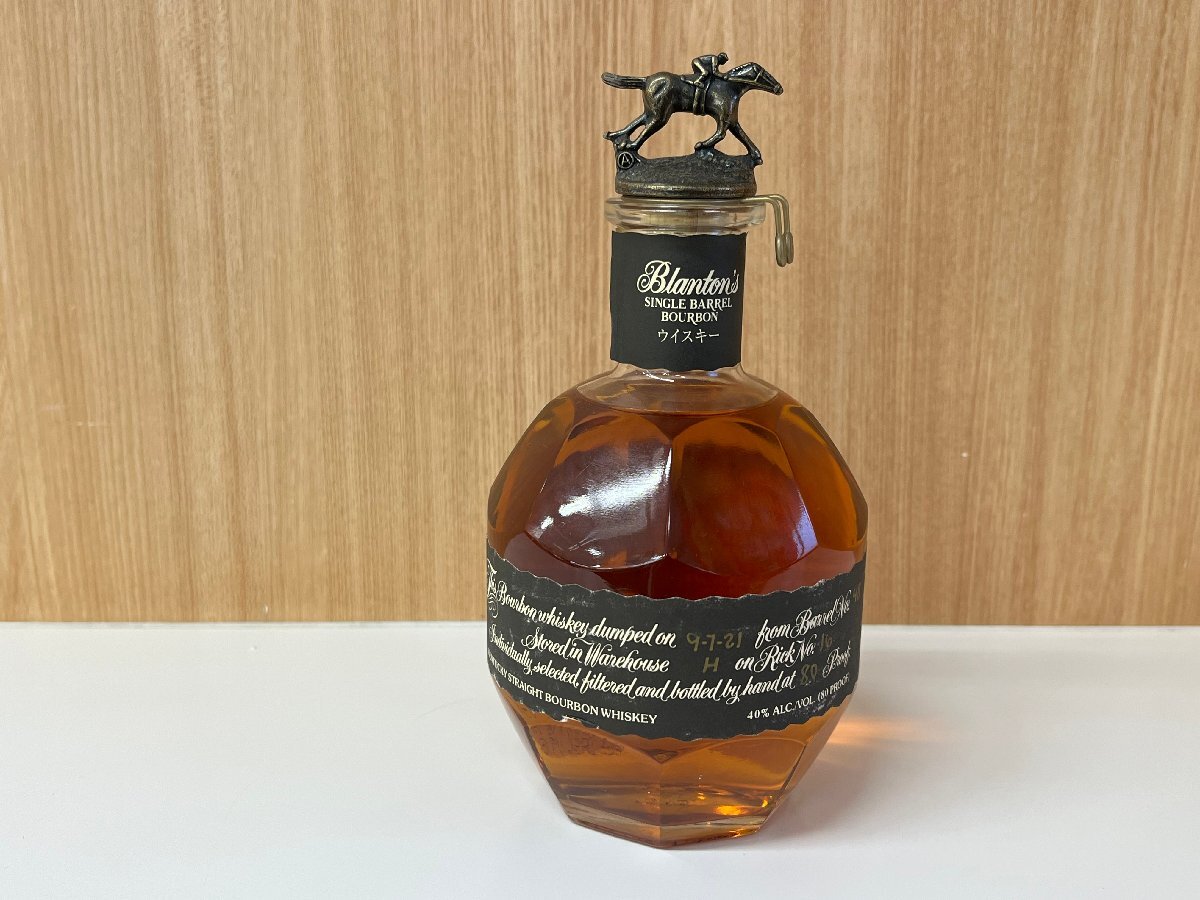 Blanton's
SINGLE BARREL
BOURBON
ウイスキー
This Bourbon whiskey dumped on 9-7-21 from Barrel No.
Stored in Warehouse H on Rick No. 16
Individually selected, filtered and bottled by hand at 80 Proof
STRAIGHT BOURBON WHISKEY 40% ALC./VOL (80 PROOF